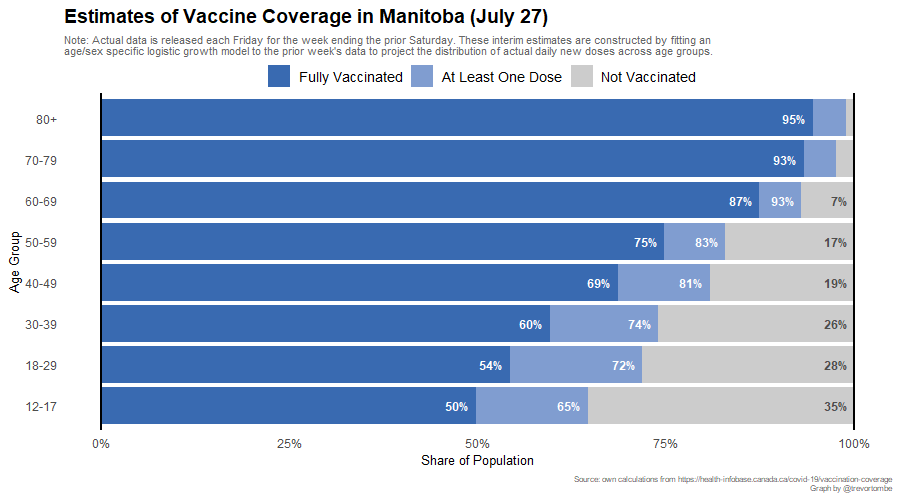 Estimates of Vaccine Coverage in Manitoba (July 27)
Note: Actual data is released each Friday for the week ending the prior Saturday. These interim estimates are constructed by fitting an
age/sex specific logistic growth model to the prior week's data to project the distribution of actual daily new doses across age groups.
Fully Vaccinated At Least One Dose Not Vaccinated
Age Group
80+ 95%
70-79 93%
60-69 87% 93% 7%
50-59 75% 83% 17%
40-49 69% 81% 19%
30-39 60% 74% 26%
18-29 54% 72% 28%
12-17 50% 65% 35%
0% 25% 50% 75% 100%
Share of Population
Source: own calculations from https://health-infobase.canada.ca/covid-19/vaccination-coverage
Graph by @trevortombe